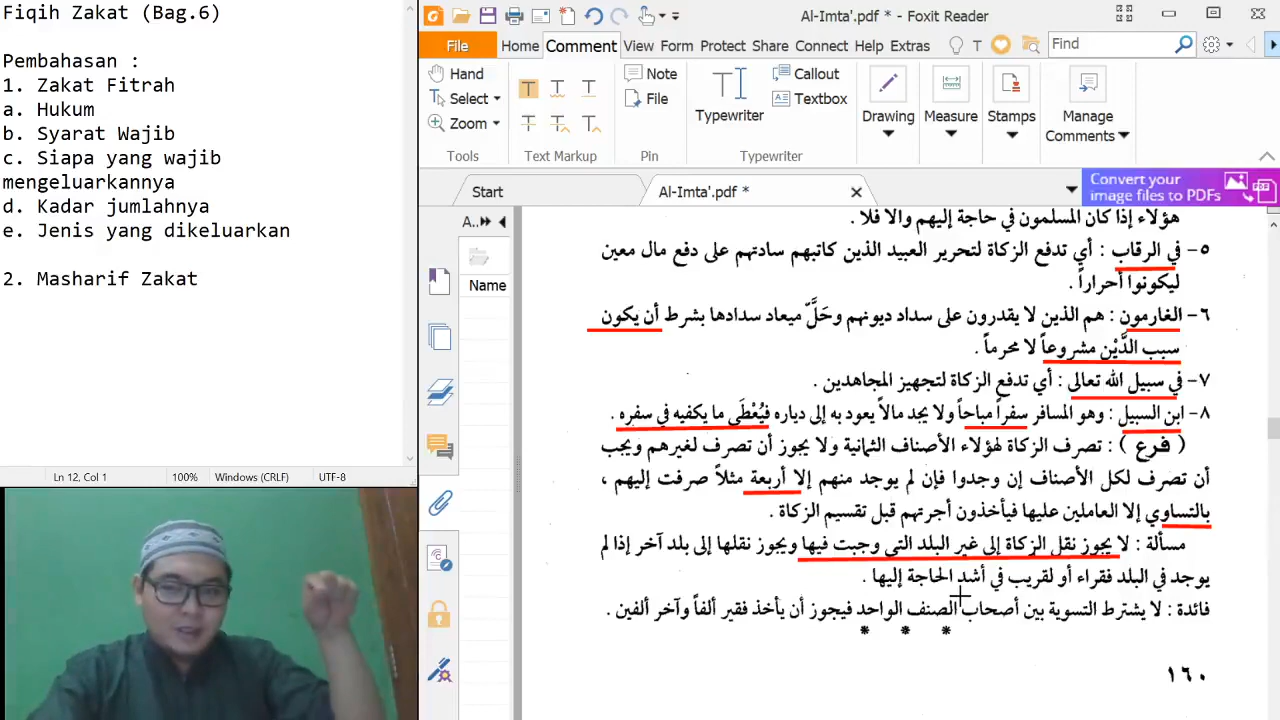 Fiqih Zakat (Bag.6)
Pembahasan :
1. Zakat Fitrah
a. Hukum
b. Syarat Wajib
c. Siapa yang wajib
mengeluarkannya
d. Kadar jumlahnya
e. Jenis yang dikeluarkan
2. Masharif Zakat
Ln 12, Col 1 100% Windows (CRLF) UTF-8
Al-Imta'.pdf * - Foxit Reader
File Home Comment View Form Protect Share Connect Help Extras Find
Hand
Select
Zoom
Tools
Text Markup
Note
File
Pin
Typewriter
Callout
Textbox
Typewriter
Drawing
Measure
Stamps
Manage
Comments
Start
Al-Imta'.pdf *
Convert your
image files to PDFs
A..
Name
هؤلاء إذا كان المسلمون في حاجة إليهم والا فلا .
٥- في الرقاب : أي تدفع الزكاة لتحرير العبيد الذين كاتبهم سادتهم على دفع مال معين
ليكونوا أحراراً .
٦- الغارمون : هم الذين لا يقدرون على سداد ديونهم وحَلَّ ميعاد سدادها بشرط أن يكون
سبب الدَّيْن مشروعاً لا محرماً .
٧- في سبيل الله تعالى : أي تدفع الزكاة لتجهيز المجاهدين .
٨- ابن السبيل : وهو المسافر سفراً مباحاً ولا يجد مالاً يعود به إلى دياره فيُعْطَى ما يكفيه في سفره .
( فرع ) : تصرف الزكاة لهؤلاء الأصناف الثمانية ولا يجوز أن تصرف لغيرهم ويجب
أن تصرف لكل الأصناف إن وجدوا فإن لم يوجد منهم إلا أربعة مثلاً صرفت إليهم ،
بالتساوي إلا العاملين عليها فيأخذون أجرتهم قبل تقسيم الزكاة .
مسألة : لا يجوز نقل الزكاة إلى غير البلد التي وجبت فيها ويجوز نقلها إلى بلد آخر إذا لم
يوجد في البلد فقراء أو لقريب في أشد الحاجة إليها .
فائدة : لا يشترط التسوية بين أصحاب الصنف الواحد فيجوز أن يأخذ فقير ألفاً وآخر ألفين .
* * *
١٦٠